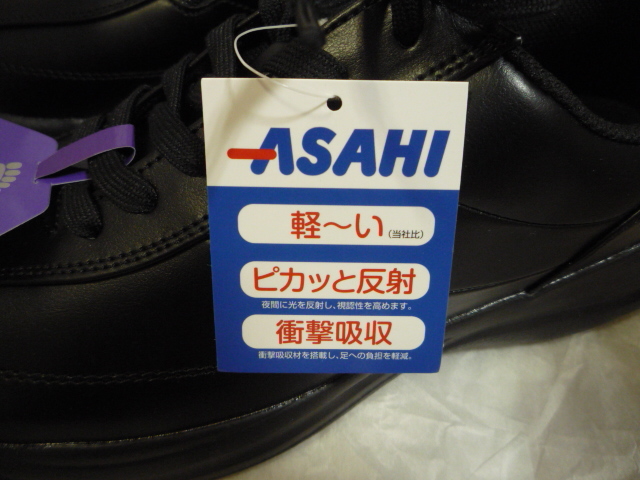 ASAHI
軽〜い(当社比)
ピカッと反射
夜間に光を反射し、視認性を高めます。
衝撃吸収
衝撃吸収材を搭載し、足への負担を軽減。